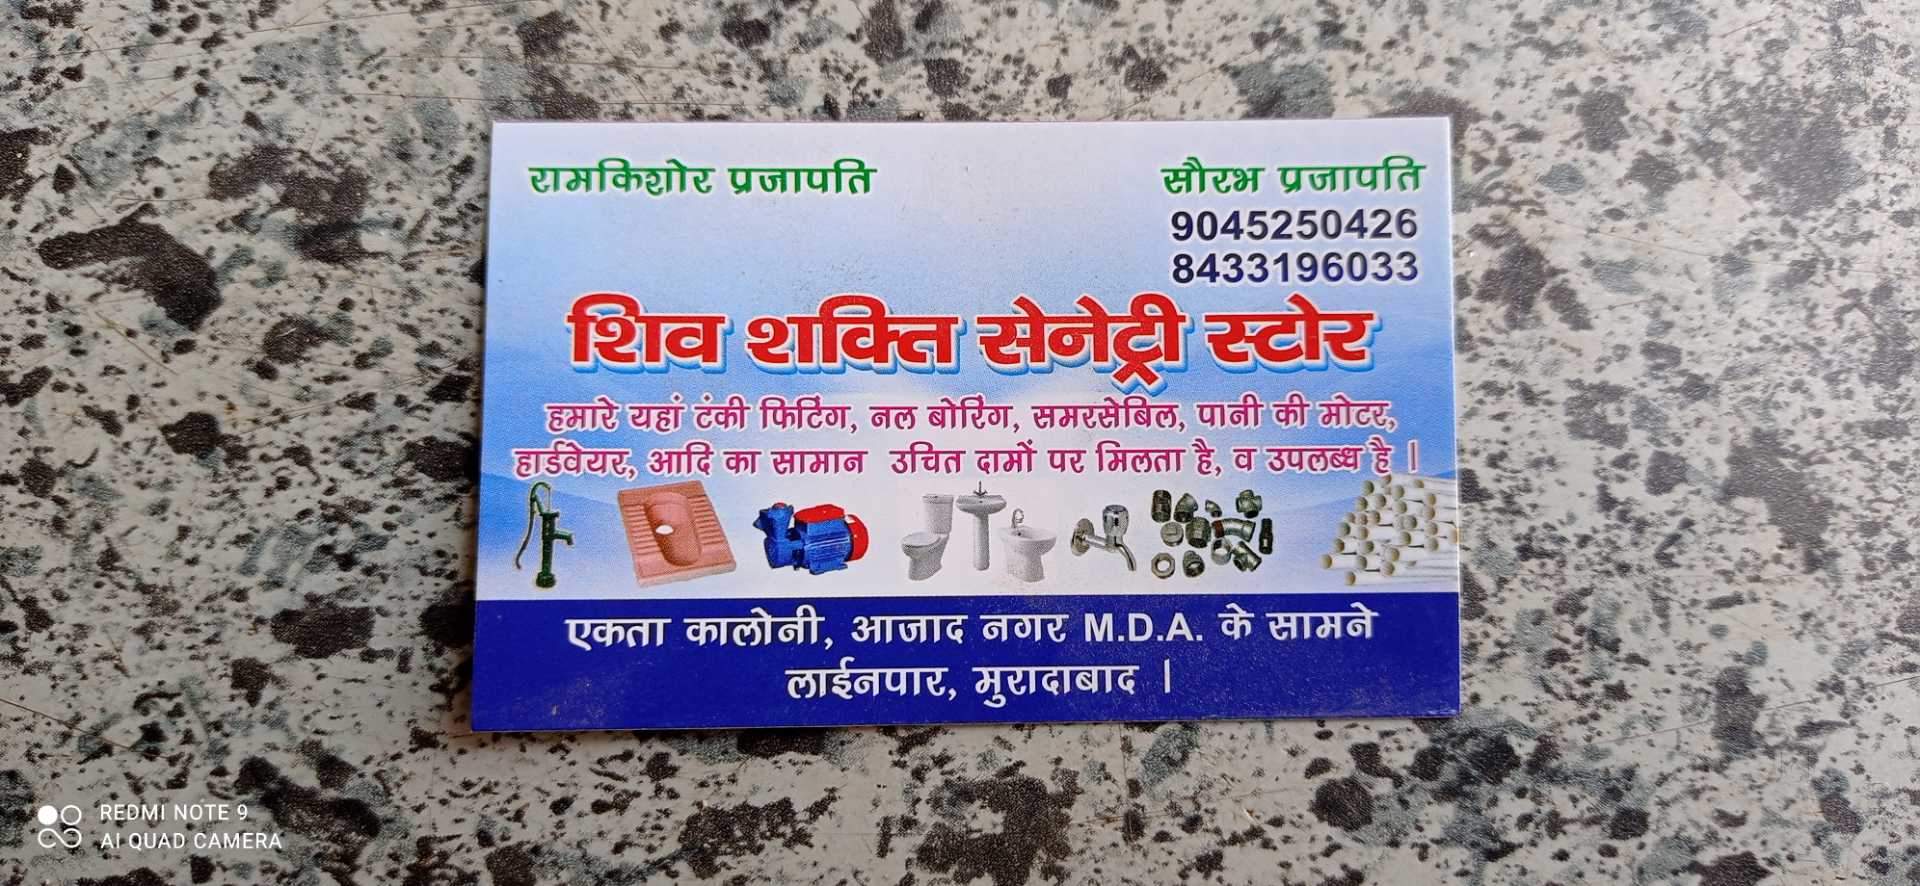 रामकिशोर प्रजापति
सौरभ प्रजापति
9045250426
8433196033
शिव शक्ति सेनेट्री स्टोर
हमारे यहां टंकी फिटिंग, नल बोरिंग, समरसेबिल, पानी की मोटर,
हार्डवेयर, आदि का सामान उचित दामों पर मिलता है, व उपलब्ध है ।
एकता कालोनी, आजाद नगर M.D.A. के सामने
लाईनपार, मुरादाबाद ।
REDMI NOTE 9
AI QUAD CAMERA